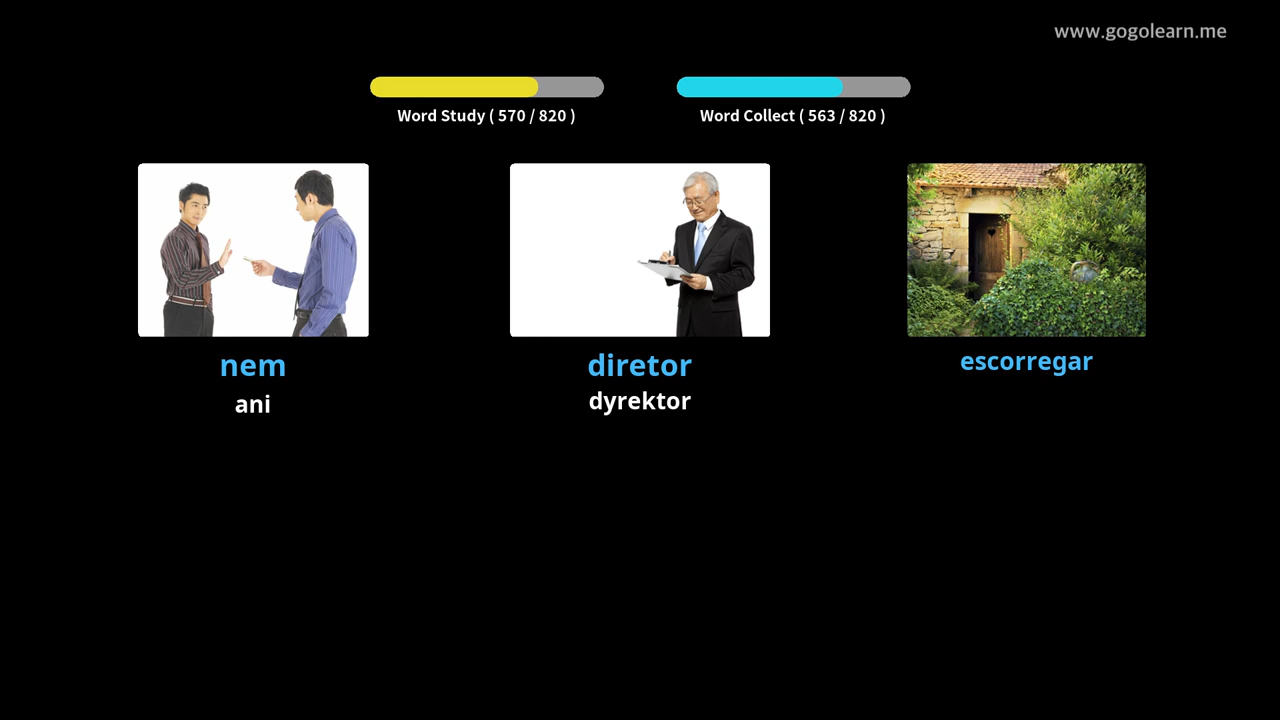 www.gogolearn.me
Word Study ( 570 / 820 )
Word Collect ( 563 / 820 )
nem
diretor
escorregar
ani
dyrektor